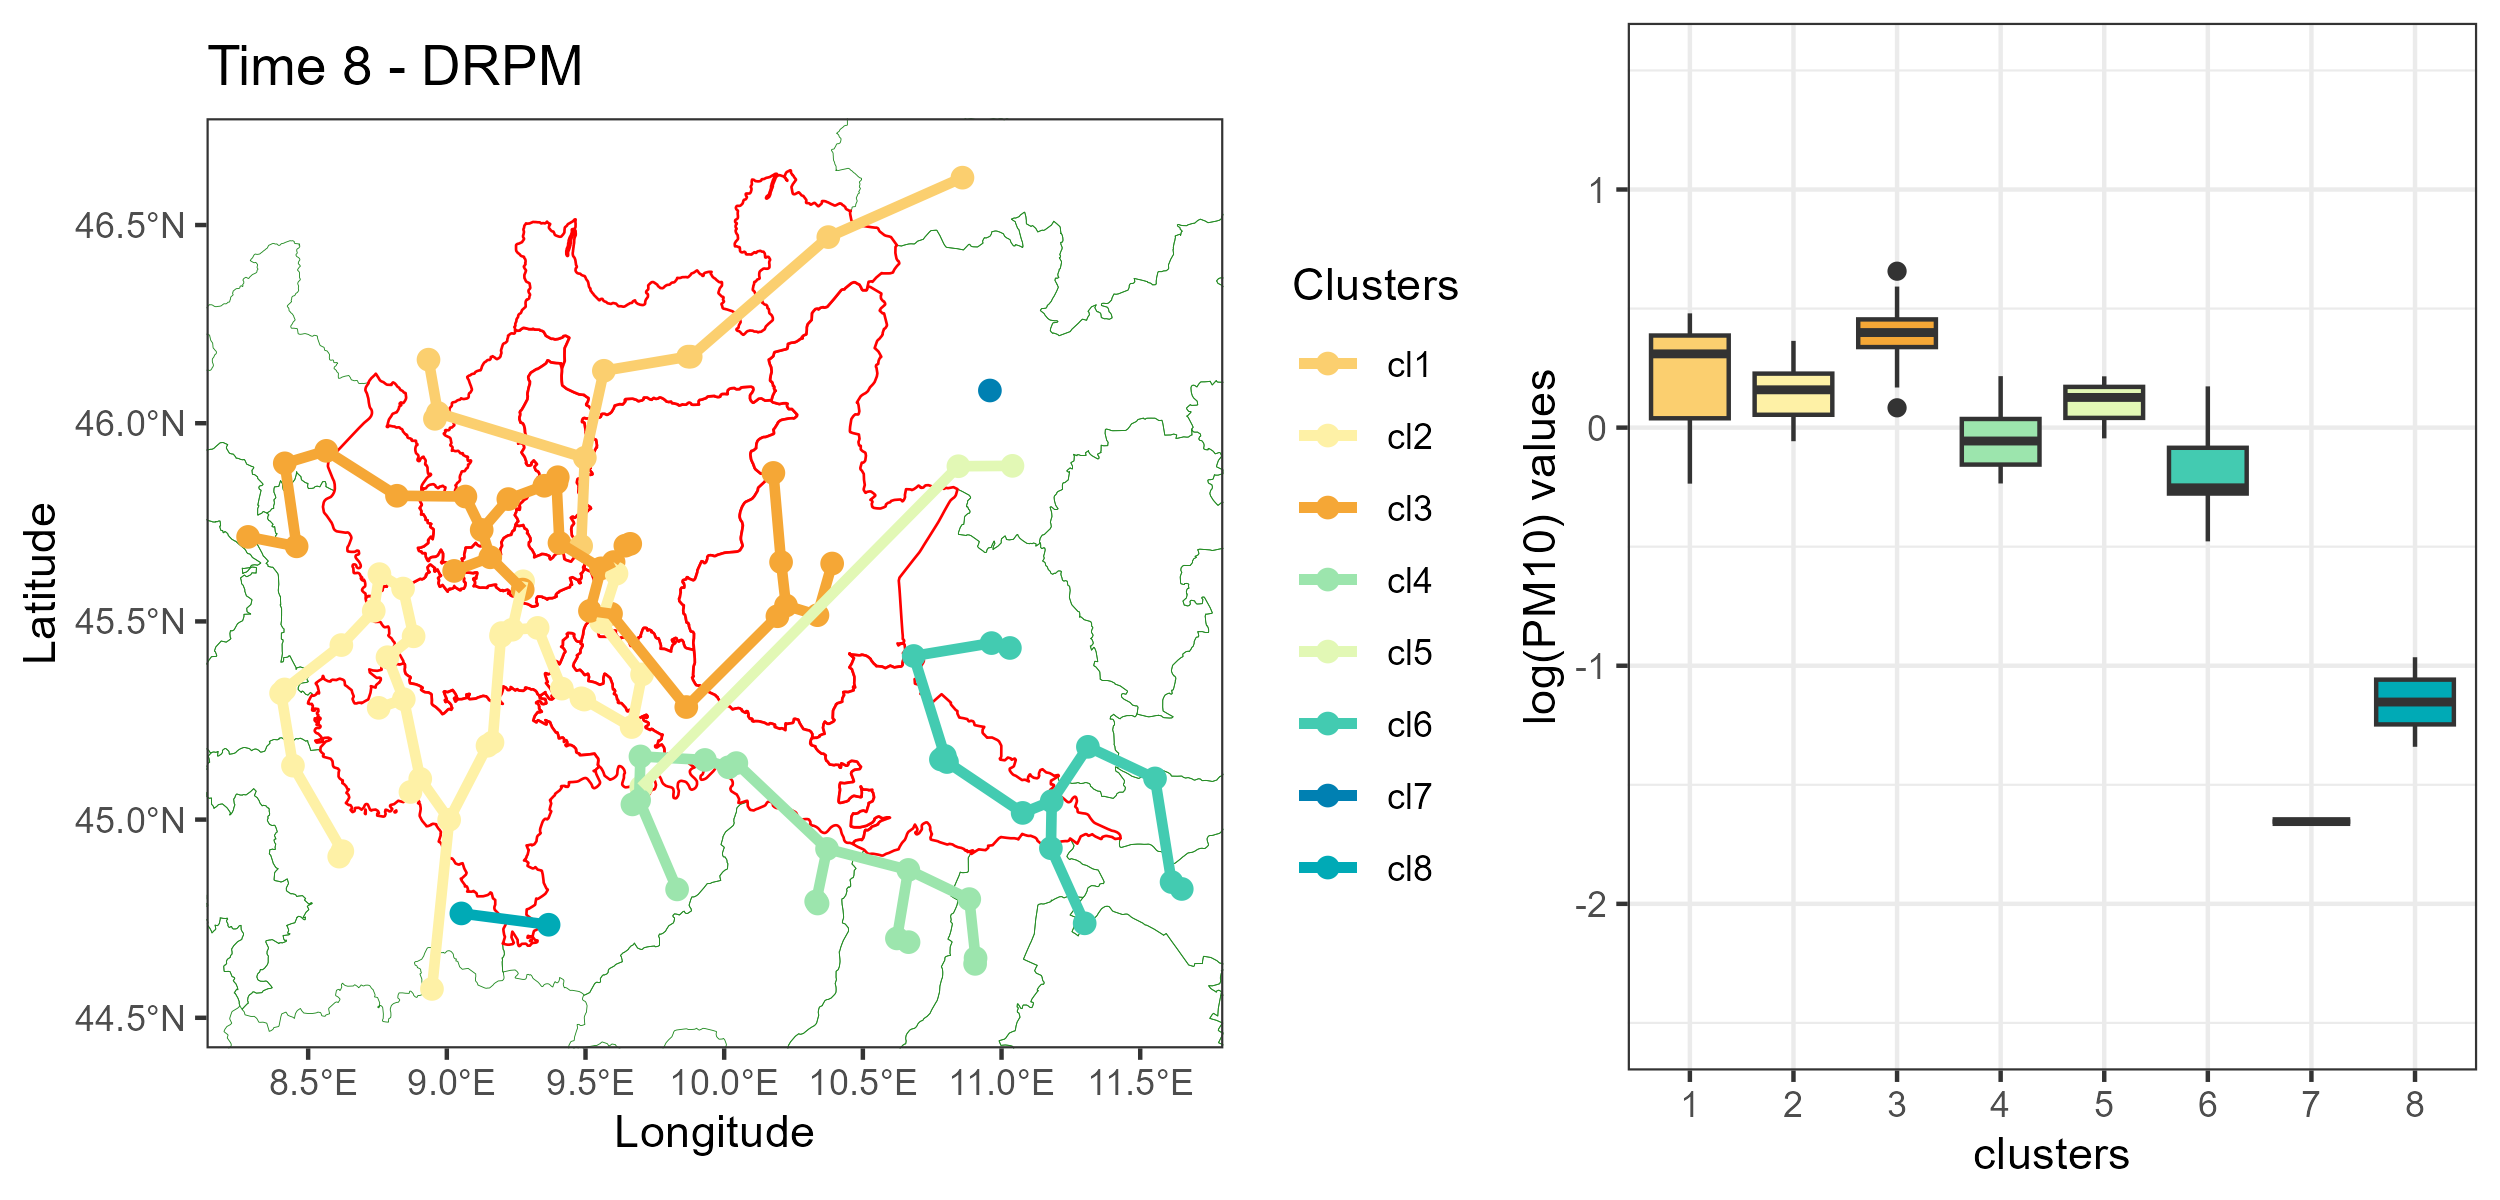 Time 8 - DRPM
Latitude
46.5°N
46.0°N
45.5°N
45.0°N
44.5°N
8.5°E 9.0°E 9.5°E 10.0°E 10.5°E 11.0°E 11.5°E
Longitude
Clusters
cl1
cl2
cl3
cl4
cl5
cl6
cl7
cl8
log(PM10) values
1
0
-1
-2
1 2 3 4 5 6 7 8
clusters